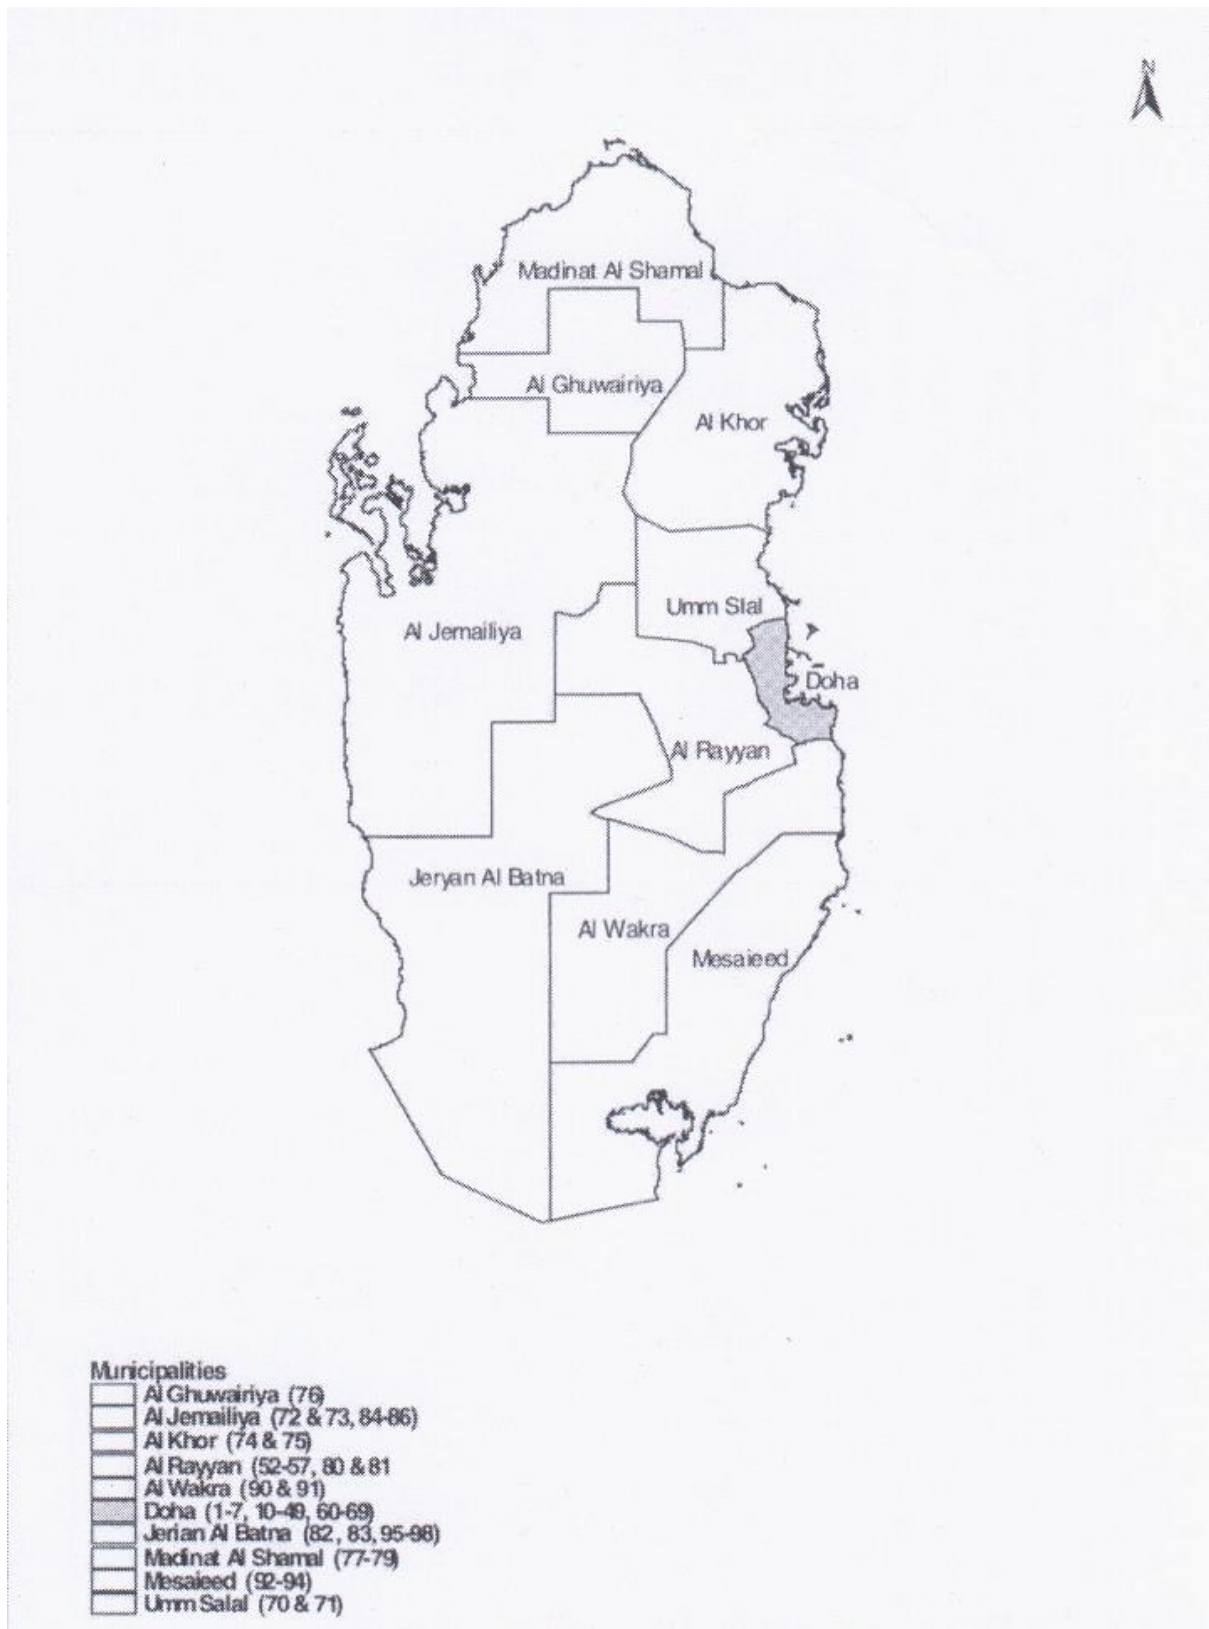 N
Madinat Al Shamal
Al Ghuwairiya
Al Khor
Umm Slal
Al Jemailiya
Doha
Al Rayyan
Jeryan Al Batna
Al Wakra
Mesaieed
Municipalities
Al Ghuwairiya (76)
Al Jemailiya (72 & 73, 84-86)
Al Khor (74 & 75)
Al Rayyan (52-57, 80 & 81
Al Wakra (90 & 91)
Doha (1-7, 10-49, 60-69)
Jerian Al Batna (82, 83, 95-98)
Madinat Al Shamal (77-79)
Mesaieed (92-94)
Umm Salal (70 & 71)